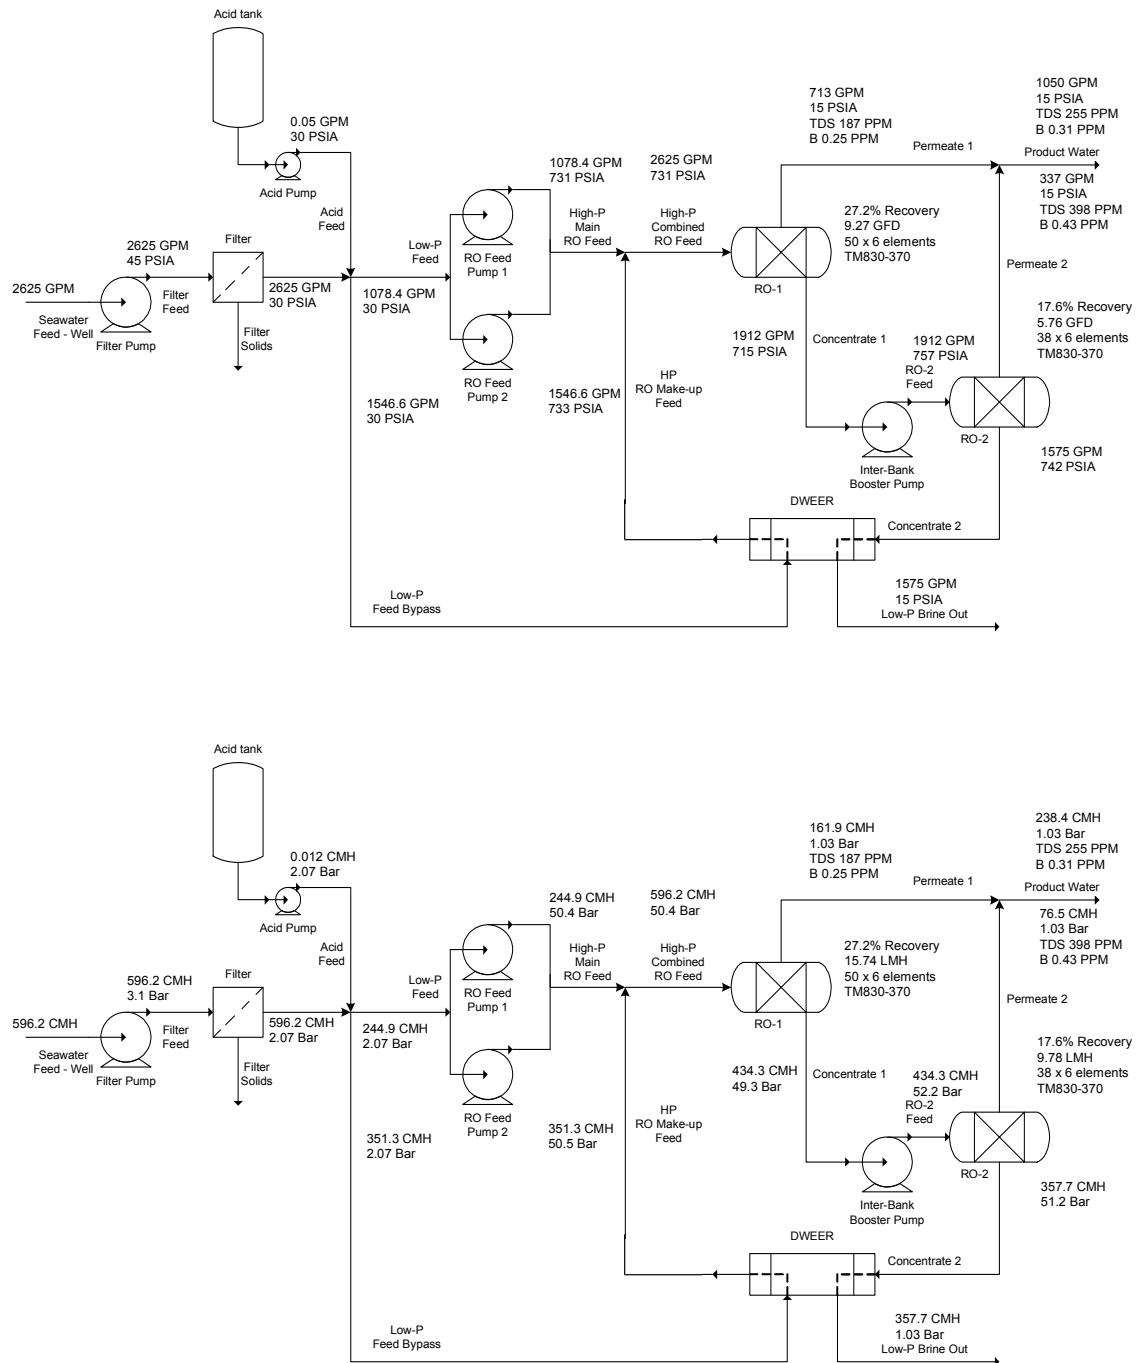 Acid tank
0.05 GPM
30 PSIA
Acid Pump
Acid
Feed
2625 GPM
45 PSIA
2625 GPM
Seawater
Feed - Well
Filter Pump
Filter
Feed
Filter
2625 GPM
30 PSIA
Filter
Solids
Low-P
Feed
1078.4 GPM
30 PSIA
1546.6 GPM
30 PSIA
RO Feed
Pump 1
RO Feed
Pump 2
1078.4 GPM
731 PSIA
High-P
Main
RO Feed
2625 GPM
731 PSIA
High-P
Combined
RO Feed
1546.6 GPM
733 PSIA
HP
RO Make-up
Feed
713 GPM
15 PSIA
TDS 187 PPM
B 0.25 PPM
Permeate 1
1050 GPM
15 PSIA
TDS 255 PPM
B 0.31 PPM
Product Water
337 GPM
15 PSIA
TDS 398 PPM
B 0.43 PPM
27.2% Recovery
9.27 GFD
50 x 6 elements
TM830-370
RO-1
Permeate 2
1912 GPM
715 PSIA
Concentrate 1
1912 GPM
757 PSIA
RO-2
Feed
17.6% Recovery
5.76 GFD
38 x 6 elements
TM830-370
RO-2
Inter-Bank
Booster Pump
1575 GPM
742 PSIA
DWEER
Concentrate 2
1575 GPM
15 PSIA
Low-P Brine Out
Low-P
Feed Bypass
Acid tank
0.012 CMH
2.07 Bar
Acid Pump
Acid
Feed
596.2 CMH
3.1 Bar
596.2 CMH
Seawater
Feed - Well
Filter Pump
Filter
Feed
Filter
596.2 CMH
2.07 Bar
Filter
Solids
Low-P
Feed
244.9 CMH
2.07 Bar
351.3 CMH
2.07 Bar
RO Feed
Pump 1
RO Feed
Pump 2
244.9 CMH
50.4 Bar
High-P
Main
RO Feed
596.2 CMH
50.4 Bar
High-P
Combined
RO Feed
351.3 CMH
50.5 Bar
HP
RO Make-up
Feed
161.9 CMH
1.03 Bar
TDS 187 PPM
B 0.25 PPM
Permeate 1
238.4 CMH
1.03 Bar
TDS 255 PPM
B 0.31 PPM
Product Water
76.5 CMH
1.03 Bar
TDS 398 PPM
B 0.43 PPM
27.2% Recovery
15.74 LMH
50 x 6 elements
TM830-370
RO-1
Permeate 2
434.3 CMH
49.3 Bar
Concentrate 1
434.3 CMH
52.2 Bar
RO-2
Feed
17.6% Recovery
9.78 LMH
38 x 6 elements
TM830-370
RO-2
Inter-Bank
Booster Pump
357.7 CMH
51.2 Bar
DWEER
Concentrate 2
357.7 CMH
1.03 Bar
Low-P Brine Out
Low-P
Feed Bypass